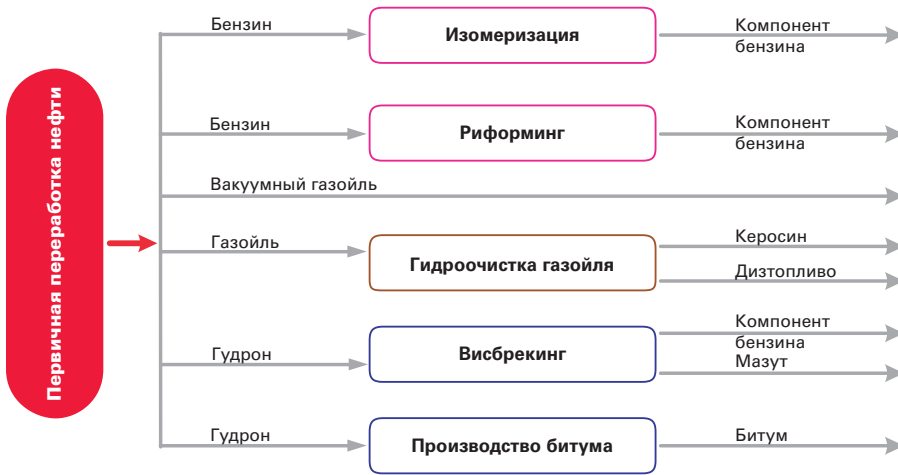 Первичная переработка нефти
Бензин
Изомеризация
Компонент
бензина
Бензин
Риформинг
Компонент
бензина
Вакуумный газойль
Газойль
Гидроочистка газойля
Керосин
Дизтопливо
Гудрон
Висбрекинг
Компонент
бензина
Мазут
Гудрон
Производство битума
Битум